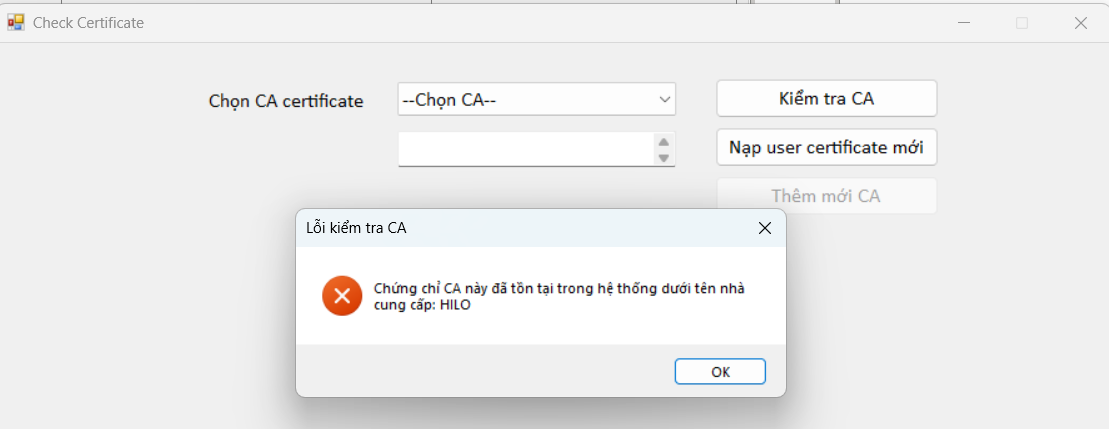 Check Certificate
Chọn CA certificate
--Chọn CA--
Kiểm tra CA
Nạp user certificate mới
Thêm mới CA
Lỗi kiểm tra CA
Chứng chỉ CA này đã tồn tại trong hệ thống dưới tên nhà
cung cấp: HILO
OK